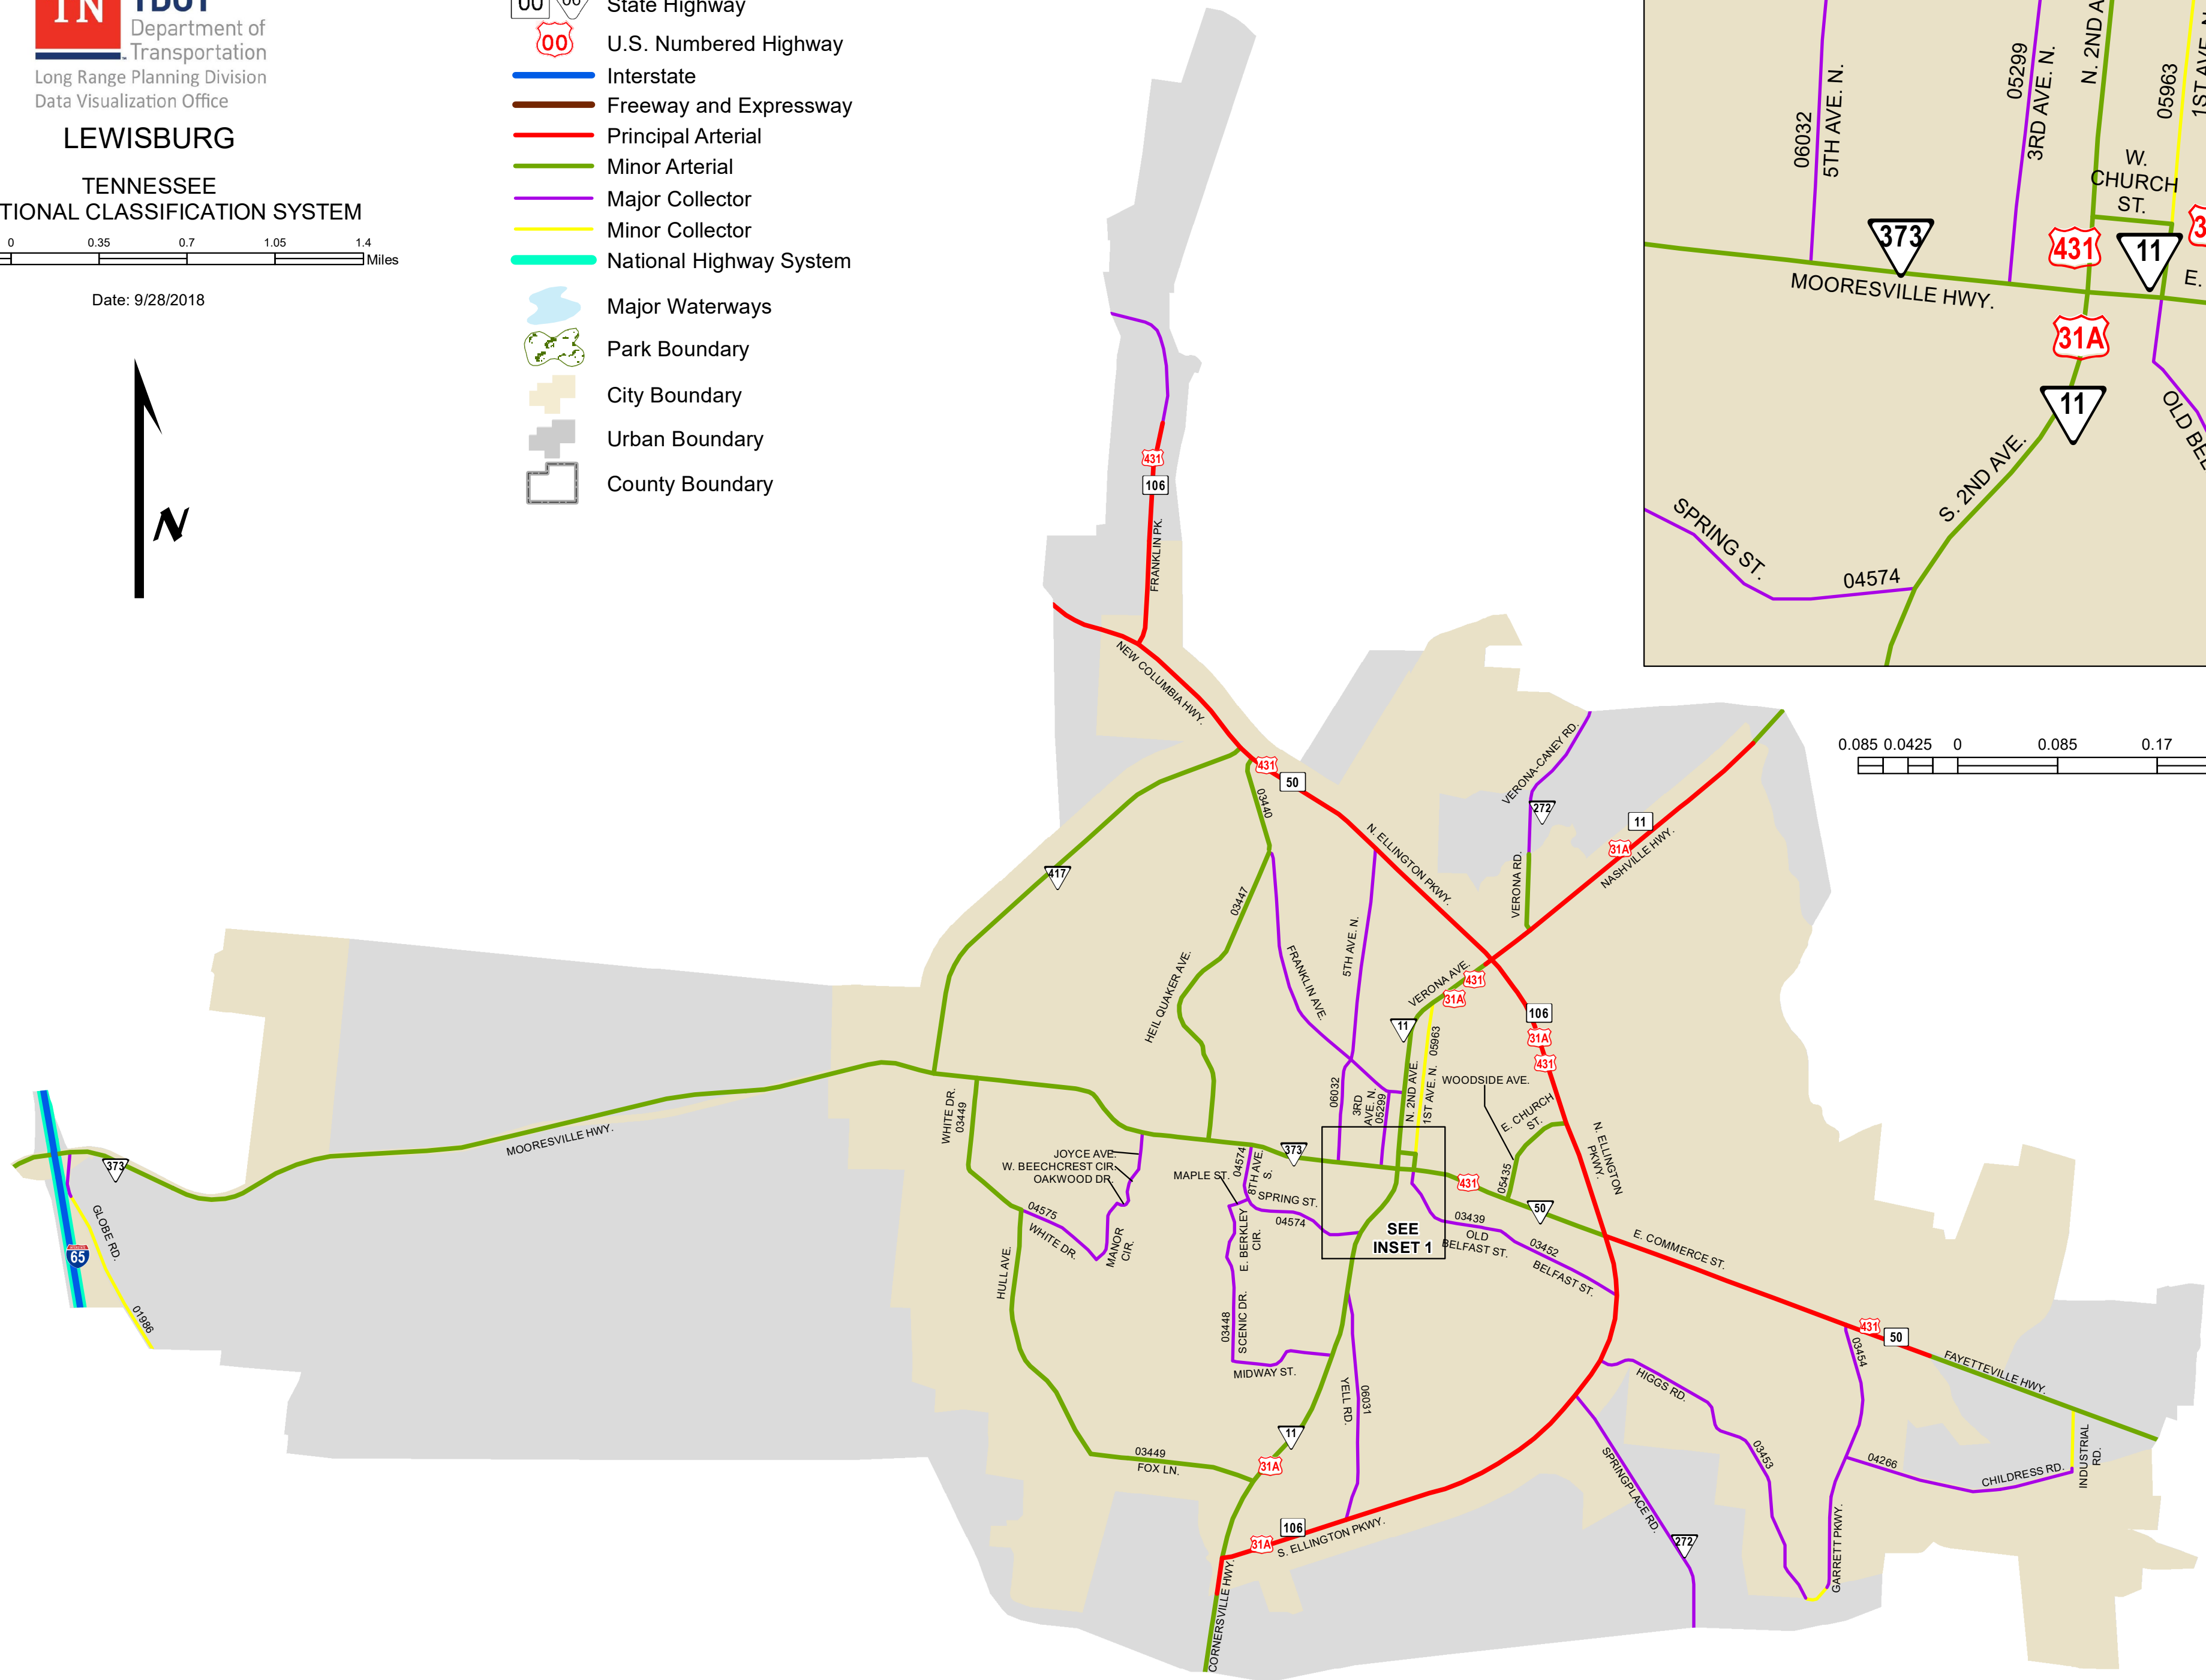 TN
TDOT
Department of
Transportation
Long Range Planning Division
Data Visualization Office
LEWISBURG
TENNESSEE
TIONAL CLASSIFICATION SYSTEM
0 0.35 0.7 1.05 1.4
Miles
Date: 9/28/2018
N
00 00 State Highway
00 U.S. Numbered Highway
Interstate
Freeway and Expressway
Principal Arterial
Minor Arterial
Major Collector
Minor Collector
National Highway System
Major Waterways
Park Boundary
City Boundary
Urban Boundary
County Boundary
06032
5TH AVE. N.
05299
3RD AVE. N.
N. 2ND A
05963
1ST AVE. N
W.
CHURCH
ST.
373
431
11
3
E.
MOORESVILLE HWY.
31A
11
OLD BEL
S. 2ND AVE.
SPRING ST.
04574
0.085 0.0425 0 0.085 0.17
431
106
FRANKLIN PK.
NEW COLUMBIA HWY.
431
50
03440
N. ELLINGTON PKWY.
VERONA-CANEY RD.
272
11
31A
NASHVILLE HWY.
VERONA RD.
417
03447
HEIL QUAKER AVE.
FRANKLIN AVE.
5TH AVE. N.
VERONA AVE.
431
31A
11
106
31A
431
05963
06032
3RD
AVE. N.
05299
N. 2ND AVE.
1ST AVE. N.
WOODSIDE AVE.
E. CHURCH
ST.
N. ELLINGTON
PKWY.
WHITE DR.
03449
MOORESVILLE HWY.
373
GLOBE RD.
65
01986
JOYCE AVE.
W. BEECHCREST CIR.
OAKWOOD DR.
MAPLE ST.
04574
8TH AVE.
S.
373
SPRING ST.
04574
431
05435
50
SEE
INSET 1
03439
OLD
BELFAST ST.
03452
BELFAST ST.
E. COMMERCE ST.
04575
WHITE DR.
MANOR
CIR.
E. BERKLEY
CIR.
HULL AVE.
03448
SCENIC DR.
MIDWAY ST.
YELL RD.
06031
431
50
FAYETTEVILLE HWY.
03454
HIGGS RD.
03453
11
31A
03449
FOX LN.
SPRINGPLACE RD.
04266
CHILDRESS RD.
INDUSTRIAL
RD.
106
31A
S. ELLINGTON PKWY.
272
GARRETT PKWY.
CORNERSVILLE HWY.